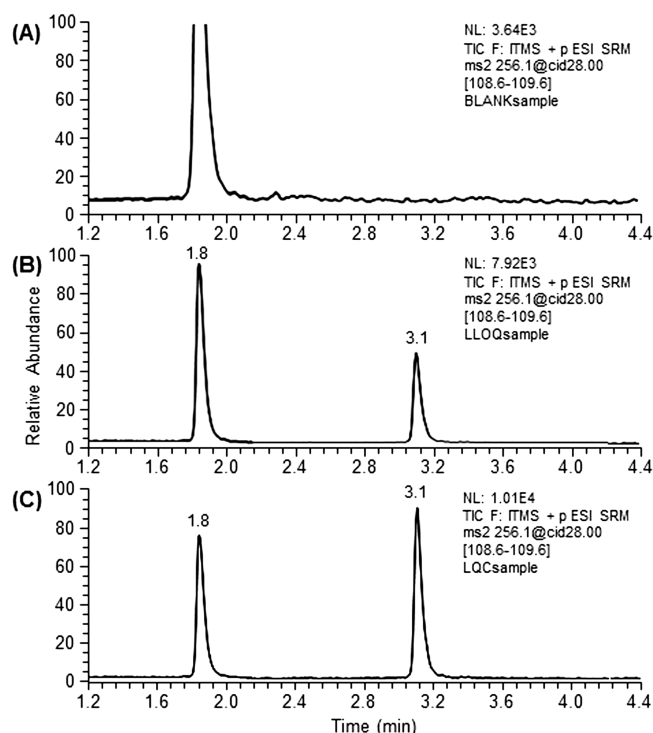 (A)
100
80
60
40
20
0
NL: 3.64E3
TIC F: ITMS + p ESI SRM
ms2 256.1@cid28.00
[108.6-109.6]
BLANKsample
1.2 1.6 2.0 2.4 2.8 3.2 3.6 4.0 4.4
(B)
Relative Abundance
100
80
60
40
20
0
1.8
3.1
NL: 7.92E3
TIC F: ITMS + p ESI SRM
ms2 256.1@cid28.00
[108.6-109.6]
LLOQsample
1.2 1.6 2.0 2.4 2.8 3.2 3.6 4.0 4.4
(C)
100
80
60
40
20
0
1.8
3.1
NL: 1.01E4
TIC F: ITMS + p ESI SRM
ms2 256.1@cid28.00
[108.6-109.6]
LQCsample
1.2 1.6 2.0 2.4 2.8 3.2 3.6 4.0 4.4
Time (min)